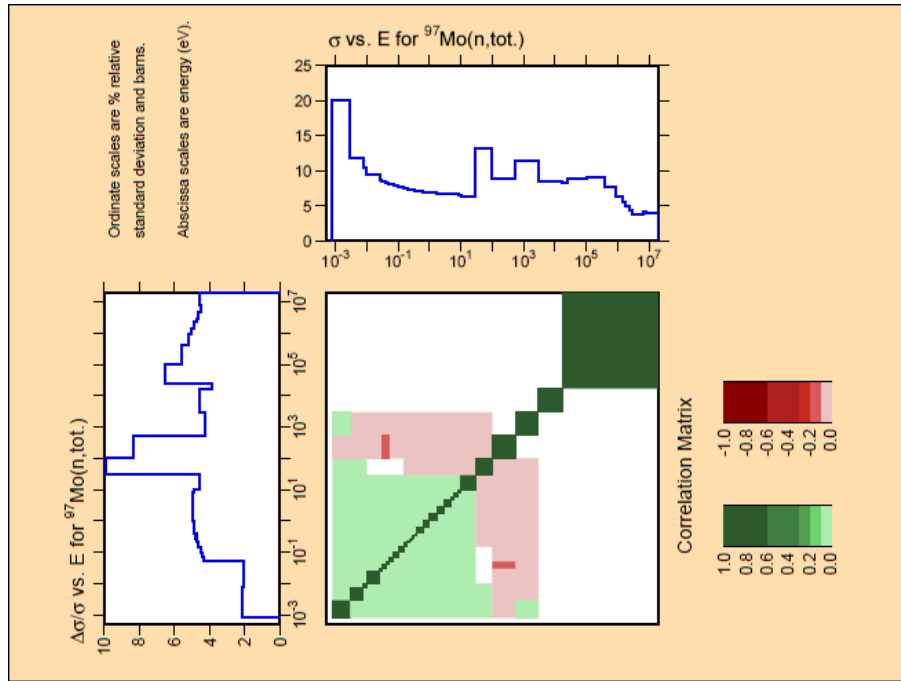 Ordinate scales are % relative
standard deviation and barns.
Abscissa scales are energy (eV).
σ vs. E for ⁹⁷Mo(n,tot.)
25
20
15
10
5
0
10⁻³ 10⁻¹ 10¹ 10³ 10⁵ 10⁷
Δσ/σ vs. E for ⁹⁷Mo(n,tot.)
10⁷
10⁵
10³
10¹
10⁻¹
10⁻³
10 8 6 4 2 0
Correlation Matrix
-1.0 -0.8 -0.6 -0.4 -0.2 0.0
1.0 0.8 0.6 0.4 0.2 0.0